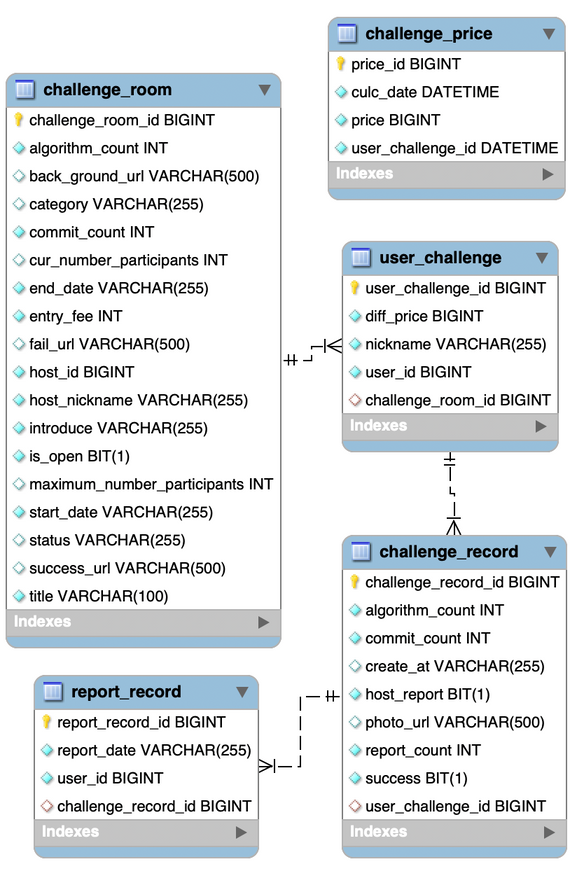 challenge_price
price_id BIGINT
culc_date DATETIME
price BIGINT
user_challenge_id DATETIME
Indexes
challenge_room
challenge_room_id BIGINT
algorithm_count INT
back_ground_url VARCHAR(500)
category VARCHAR(255)
commit_count INT
cur_number_participants INT
end_date VARCHAR(255)
entry_fee INT
fail_url VARCHAR(500)
host_id BIGINT
host_nickname VARCHAR(255)
introduce VARCHAR(255)
is_open BIT(1)
maximum_number_participants INT
start_date VARCHAR(255)
status VARCHAR(255)
success_url VARCHAR(500)
title VARCHAR(100)
Indexes
user_challenge
user_challenge_id BIGINT
diff_price BIGINT
nickname VARCHAR(255)
user_id BIGINT
challenge_room_id BIGINT
Indexes
challenge_record
challenge_record_id BIGINT
algorithm_count INT
commit_count INT
create_at VARCHAR(255)
host_report BIT(1)
photo_url VARCHAR(500)
report_count INT
success BIT(1)
user_challenge_id BIGINT
Indexes
report_record
report_record_id BIGINT
report_date VARCHAR(255)
user_id BIGINT
challenge_record_id BIGINT
Indexes